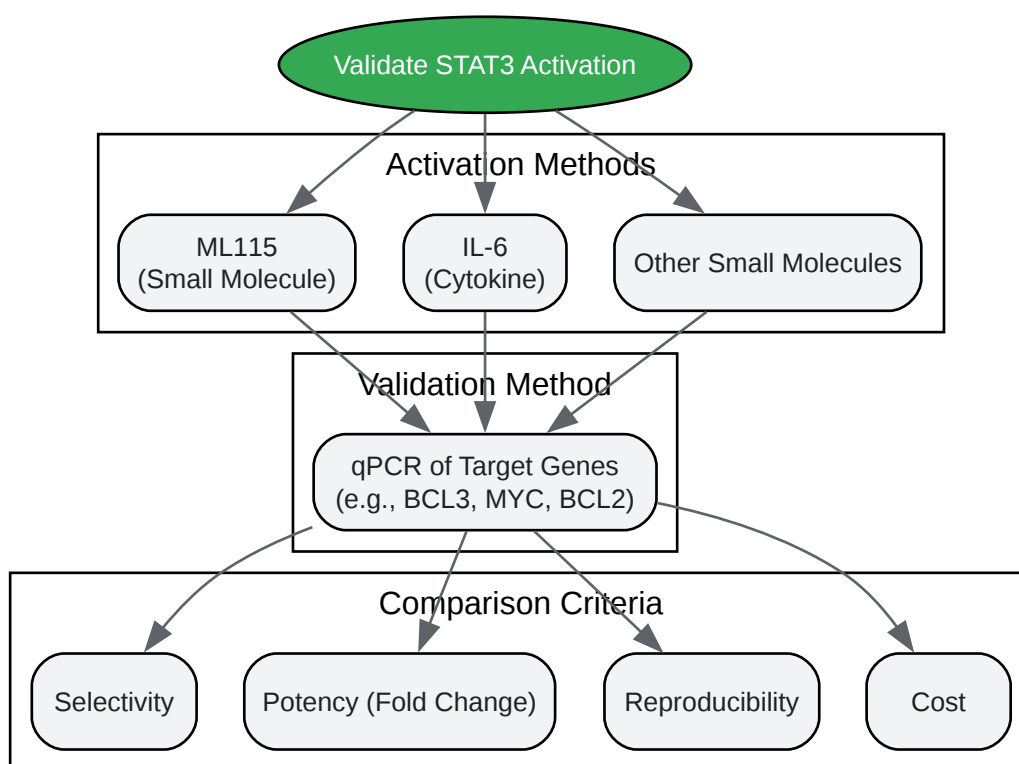 Validate STAT3 Activation
Activation Methods
ML115
(Small Molecule)
IL-6
(Cytokine)
Other Small Molecules
Validation Method
qPCR of Target Genes
(e.g., BCL3, MYC, BCL2)
Comparison Criteria
Selectivity
Potency (Fold Change)
Reproducibility
Cost